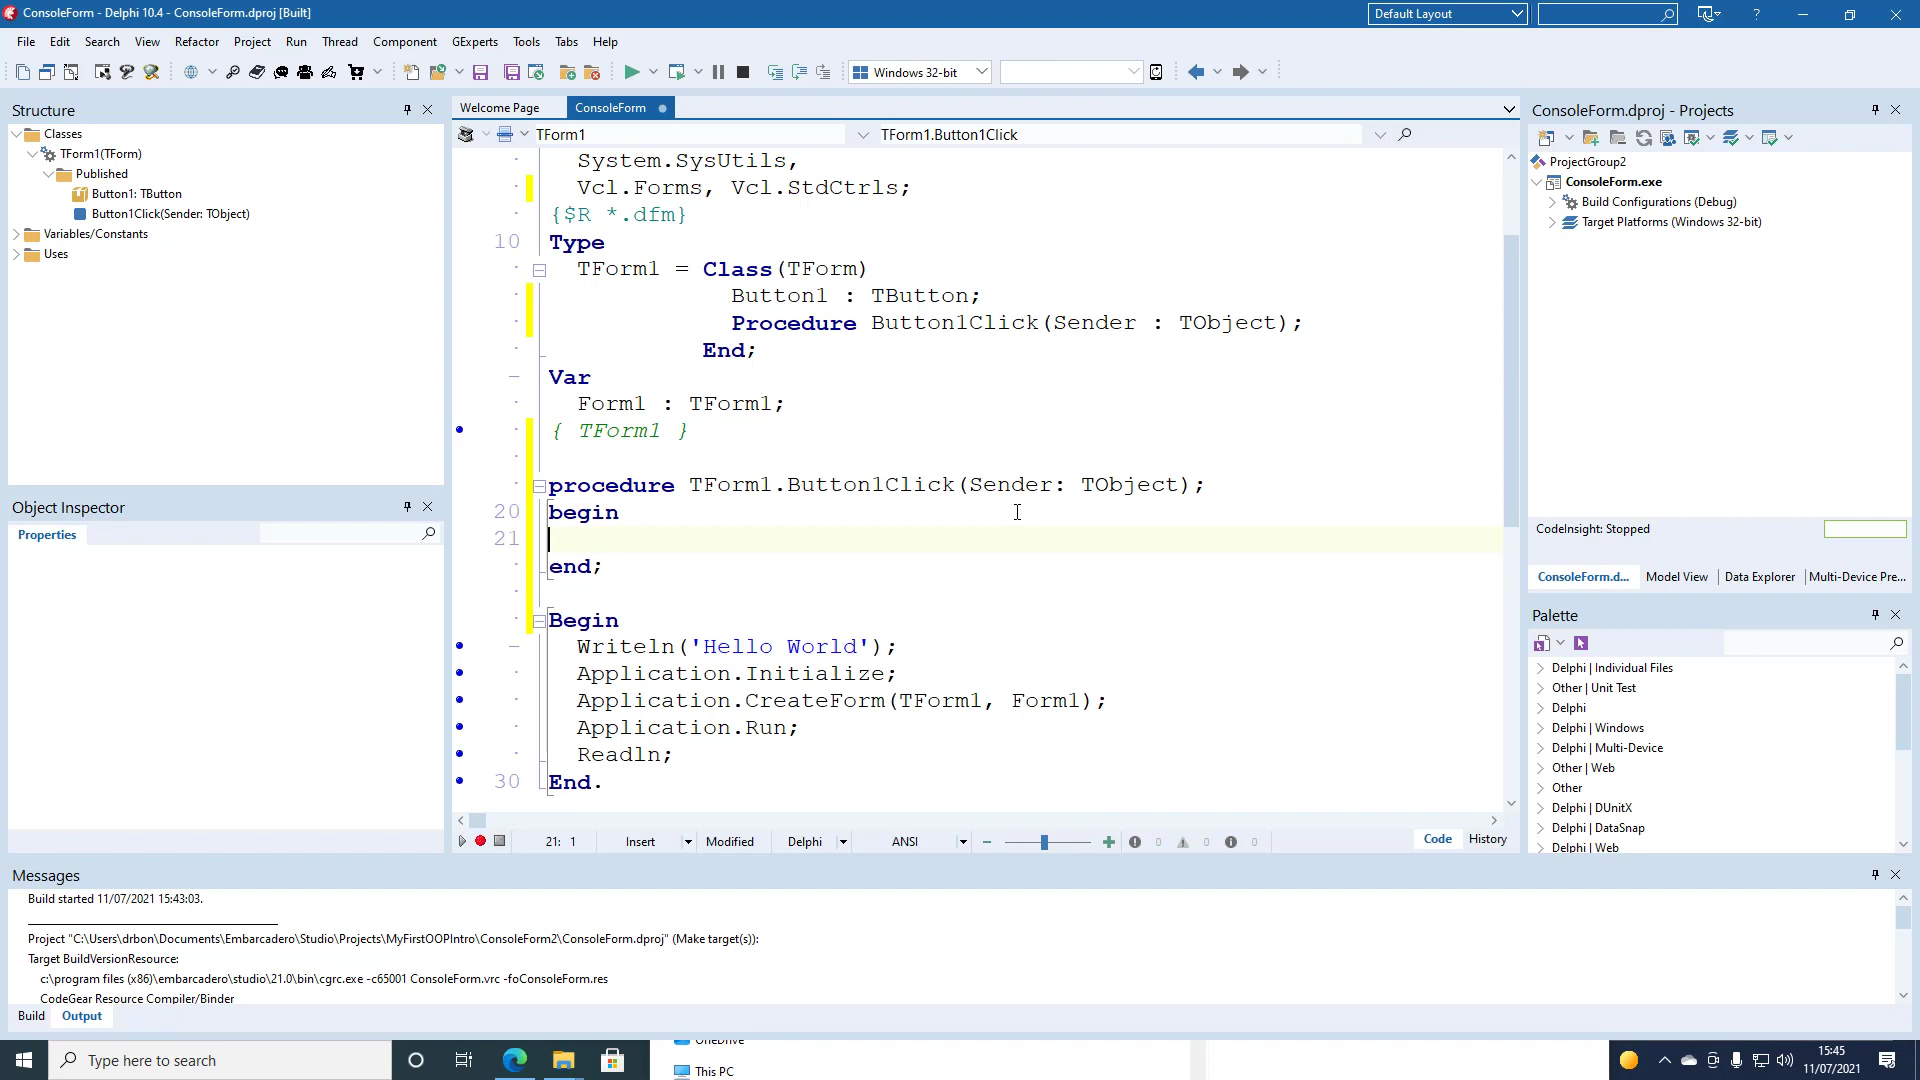 ConsoleForm - Delphi 10.4 - ConsoleForm.dproj [Built]
Default Layout
File Edit Search View Refactor Project Run Thread Component GExperts Tools Tabs Help
Windows 32-bit
Structure
Classes
TForm1(TForm)
Published
Button1: TButton
Button1Click(Sender: TObject)
Variables/Constants
Uses
Object Inspector
Properties
Welcome Page
ConsoleForm
TForm1
TForm1.Button1Click
System.SysUtils,
Vcl.Forms, Vcl.StdCtrls;
{$R *.dfm}
10 Type
TForm1 = Class(TForm)
Button1 : TButton;
Procedure Button1Click(Sender : TObject);
End;
Var
Form1 : TForm1;
{ TForm1 }
procedure TForm1.Button1Click(Sender: TObject);
20 begin
21
end;
Begin
Writeln('Hello World');
Application.Initialize;
Application.CreateForm(TForm1, Form1);
Application.Run;
Readln;
30 End.
21: 1 Insert Modified Delphi ANSI 0 0 0
Code History
ConsoleForm.dproj - Projects
ProjectGroup2
ConsoleForm.exe
Build Configurations (Debug)
Target Platforms (Windows 32-bit)
CodeInsight: Stopped
ConsoleForm.d... Model View Data Explorer Multi-Device Pre...
Palette
Delphi | Individual Files
Other | Unit Test
Delphi
Delphi | Windows
Delphi | Multi-Device
Other | Web
Other
Delphi | DUnitX
Delphi | DataSnap
Delphi | Web
Messages
Build started 11/07/2021 15:43:03.
Project "C:\Users\drbon\Documents\Embarcadero\Studio\Projects\MyFirstOOPIntro\ConsoleForm2\ConsoleForm.dproj" (Make target(s)):
Target BuildVersionResource:
c:\program files (x86)\embarcadero\studio\21.0\bin\cgrc.exe -c65001 ConsoleForm.vrc -foConsoleForm.res
CodeGear Resource Compiler/Binder
Build Output
Type here to search
OneDrive
This PC
15:45
11/07/2021